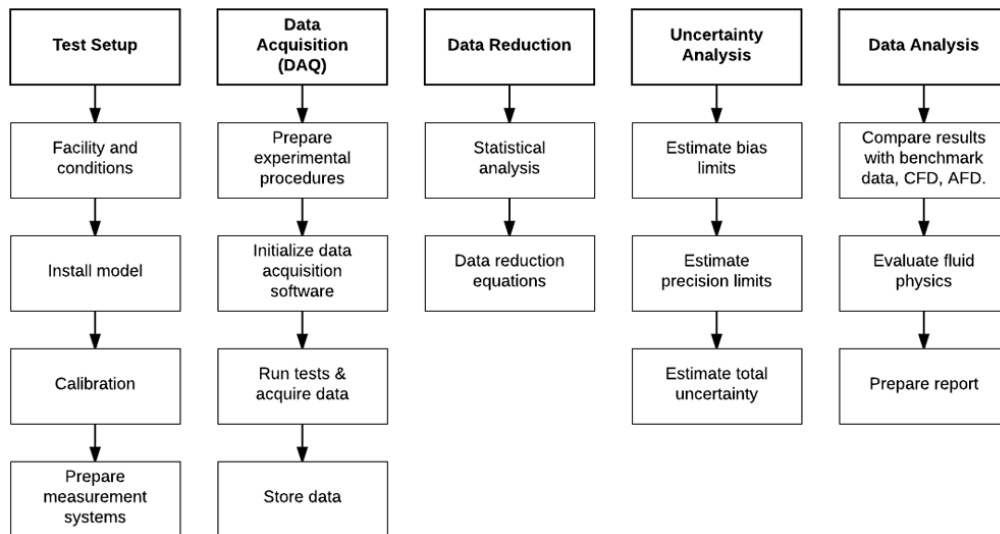 Test Setup
Facility and
conditions
Install model
Calibration
Prepare
measurement
systems
Data
Acquisition
(DAQ)
Prepare
experimental
procedures
Initialize data
acquisition
software
Run tests &
acquire data
Store data
Data Reduction
Statistical
analysis
Data reduction
equations
Uncertainty
Analysis
Estimate bias
limits
Estimate
precision limits
Estimate total
uncertainty
Data Analysis
Compare results
with benchmark
data, CFD, AFD.
Evaluate fluid
physics
Prepare report